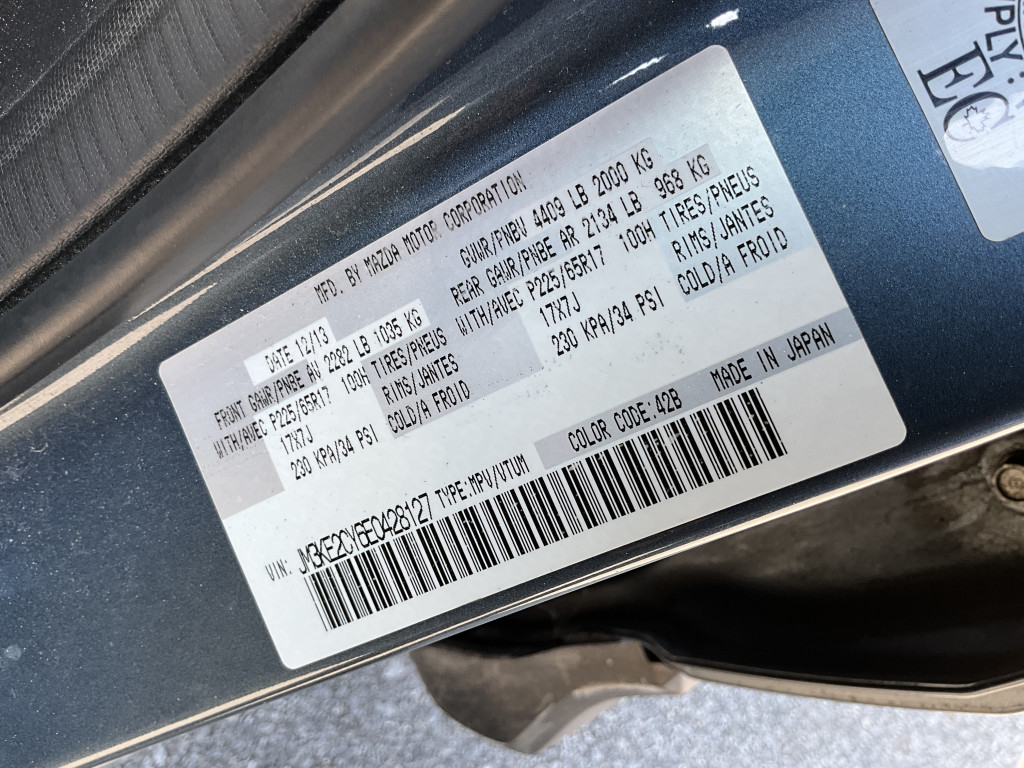 MFD. BY MAZDA MOTOR CORPORATION
DATE 12/13
GVWR/PNBV 4409 LB 2000 KG
FRONT GAWR/PNBE AV 2282 LB 1035 KG
REAR GAWR/PNBE AR 2134 LB 968 KG
WITH/AVEC P225/65R17 100H TIRES/PNEUS
WITH/AVEC P225/65R17 100H TIRES/PNEUS
17X7J RIMS/JANTES
17X7J RIMS/JANTES
230 KPA/34 PSI COLD/A FROID
230 KPA/34 PSI COLD/A FROID
COLOR CODE:42B MADE IN JAPAN
VIN: JM3KE2CY6E0428127 TYPE:MPV/VTUM